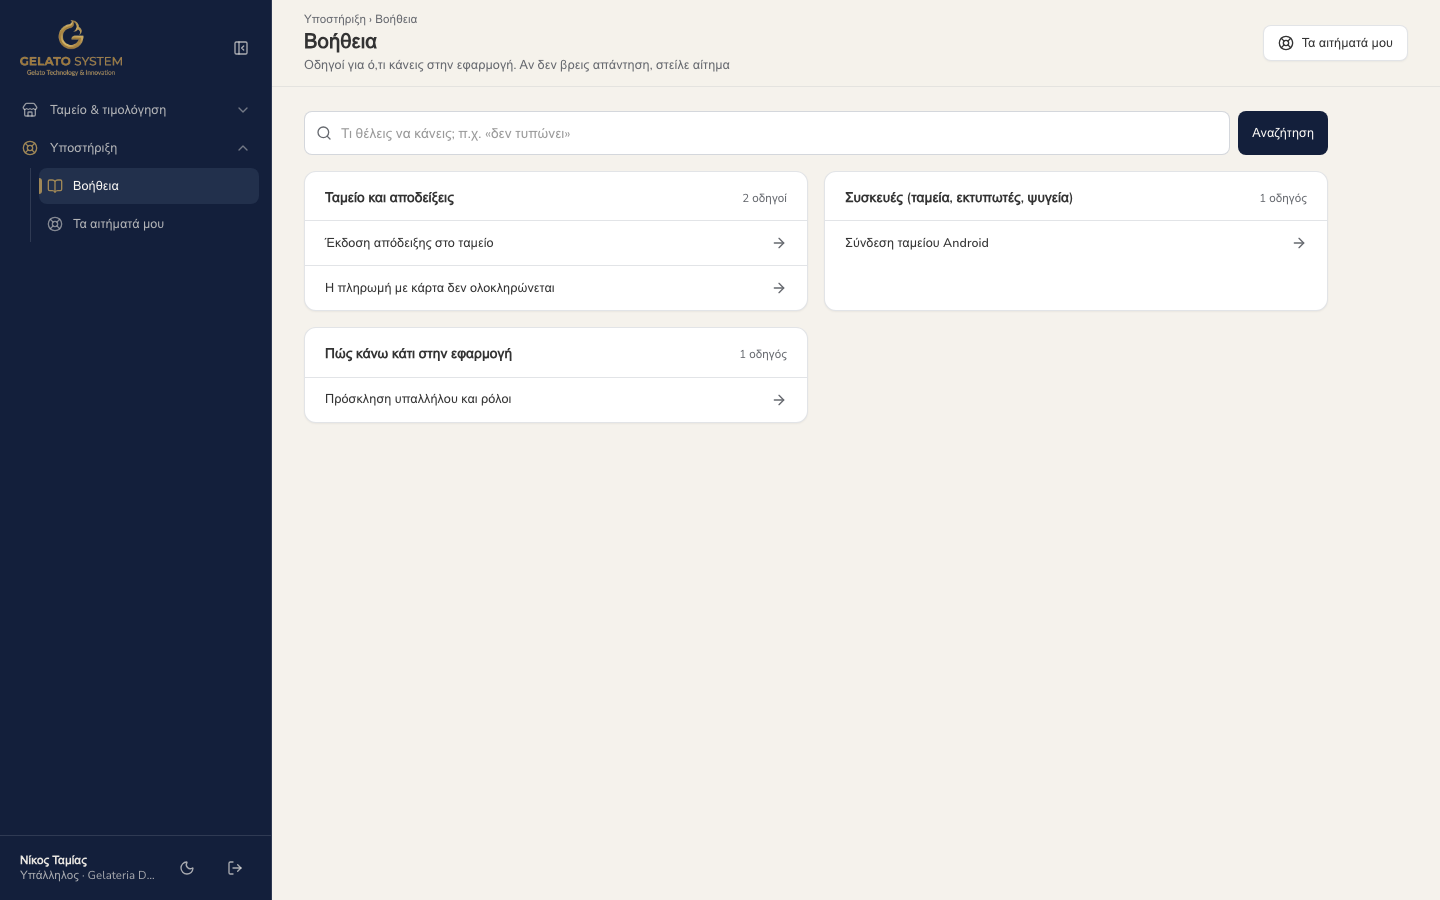 GELATO SYSTEM
Gelato Technology & Innovation
Ταμείο & τιμολόγηση
Υποστήριξη
Βοήθεια
Τα αιτήματά μου
Νίκος Ταμίας
Υπάλληλος · Gelateria D...
Υποστήριξη › Βοήθεια
Βοήθεια
Οδηγοί για ό,τι κάνεις στην εφαρμογή. Αν δεν βρεις απάντηση, στείλε αίτημα
Τα αιτήματά μου
Τι θέλεις να κάνεις; π.χ. «δεν τυπώνει»
Αναζήτηση
Ταμείο και αποδείξεις
2 οδηγοί
Έκδοση απόδειξης στο ταμείο
Η πληρωμή με κάρτα δεν ολοκληρώνεται
Συσκευές (ταμεία, εκτυπωτές, ψυγεία)
1 οδηγός
Σύνδεση ταμείου Android
Πώς κάνω κάτι στην εφαρμογή
1 οδηγός
Πρόσκληση υπαλλήλου και ρόλοι